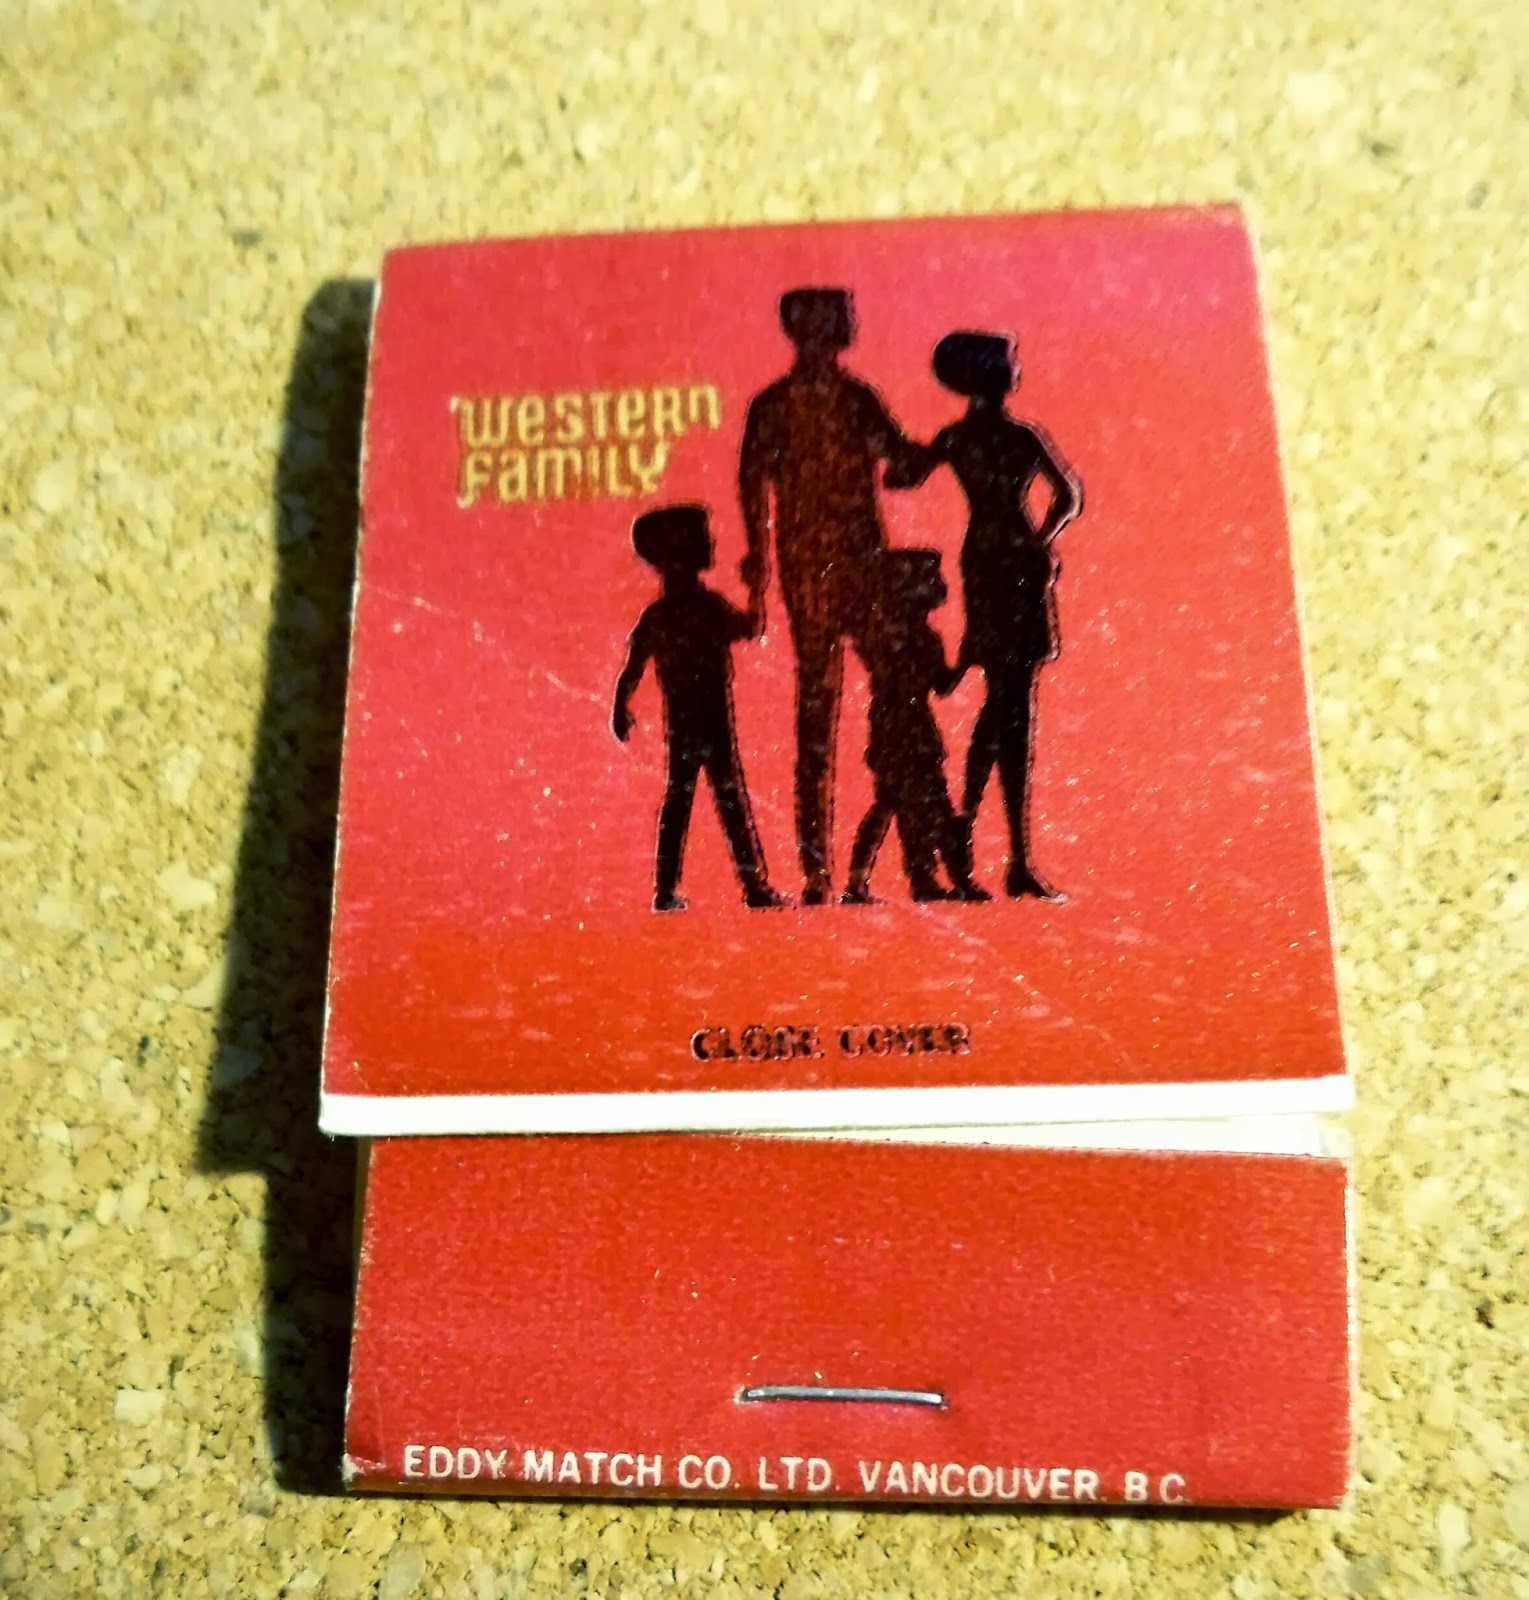 Western
Family
CLOSE COVER
EDDY MATCH CO. LTD. VANCOUVER. B.C.